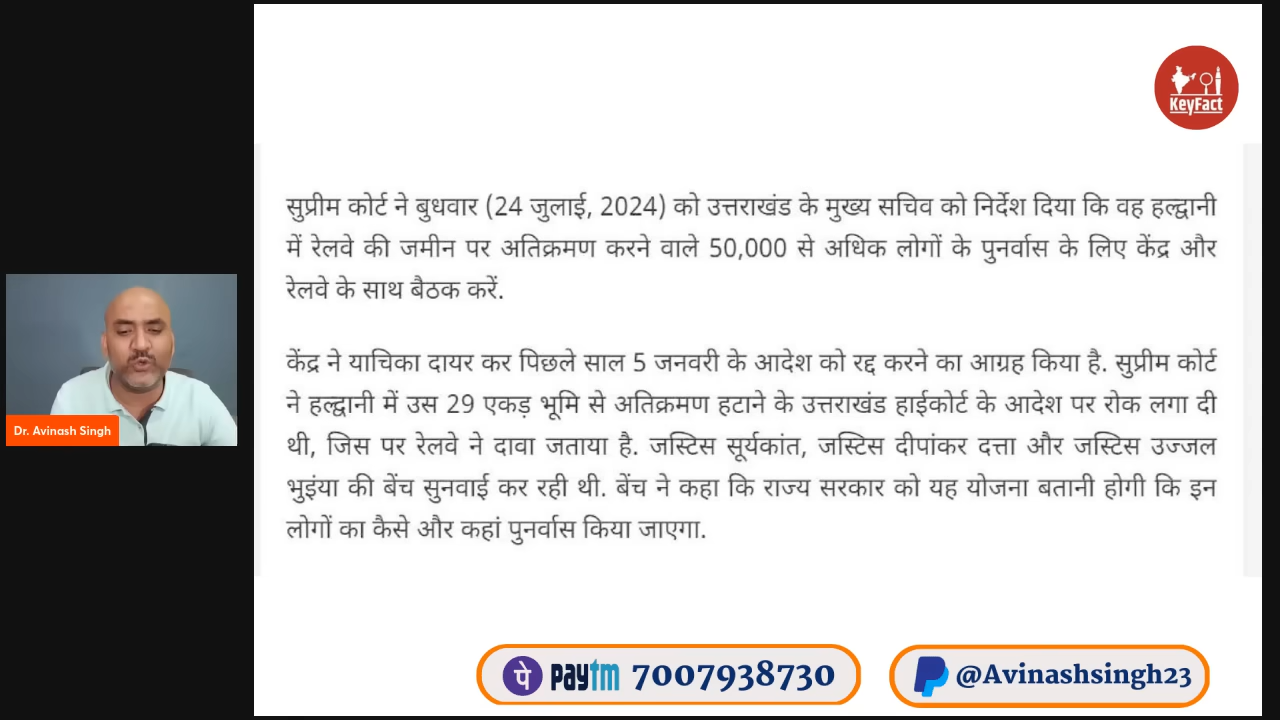 KeyFact
सुप्रीम कोर्ट ने बुधवार (24 जुलाई, 2024) को उत्तराखंड के मुख्य सचिव को निर्देश दिया कि वह हल्द्वानी
में रेलवे की जमीन पर अतिक्रमण करने वाले 50,000 से अधिक लोगों के पुनर्वास के लिए केंद्र और
रेलवे के साथ बैठक करें.
केंद्र ने याचिका दायर कर पिछले साल 5 जनवरी के आदेश को रद्द करने का आग्रह किया है. सुप्रीम कोर्ट
ने हल्द्वानी में उस 29 एकड़ भूमि से अतिक्रमण हटाने के उत्तराखंड हाईकोर्ट के आदेश पर रोक लगा दी
थी, जिस पर रेलवे ने दावा जताया है. जस्टिस सूर्यकांत, जस्टिस दीपांकर दत्ता और जस्टिस उज्जल
भुइंया की बेंच सुनवाई कर रही थी. बेंच ने कहा कि राज्य सरकार को यह योजना बतानी होगी कि इन
लोगों का कैसे और कहां पुनर्वास किया जाएगा.
Dr. Avinash Singh
पे paytm 7007938730
@Avinashsingh23